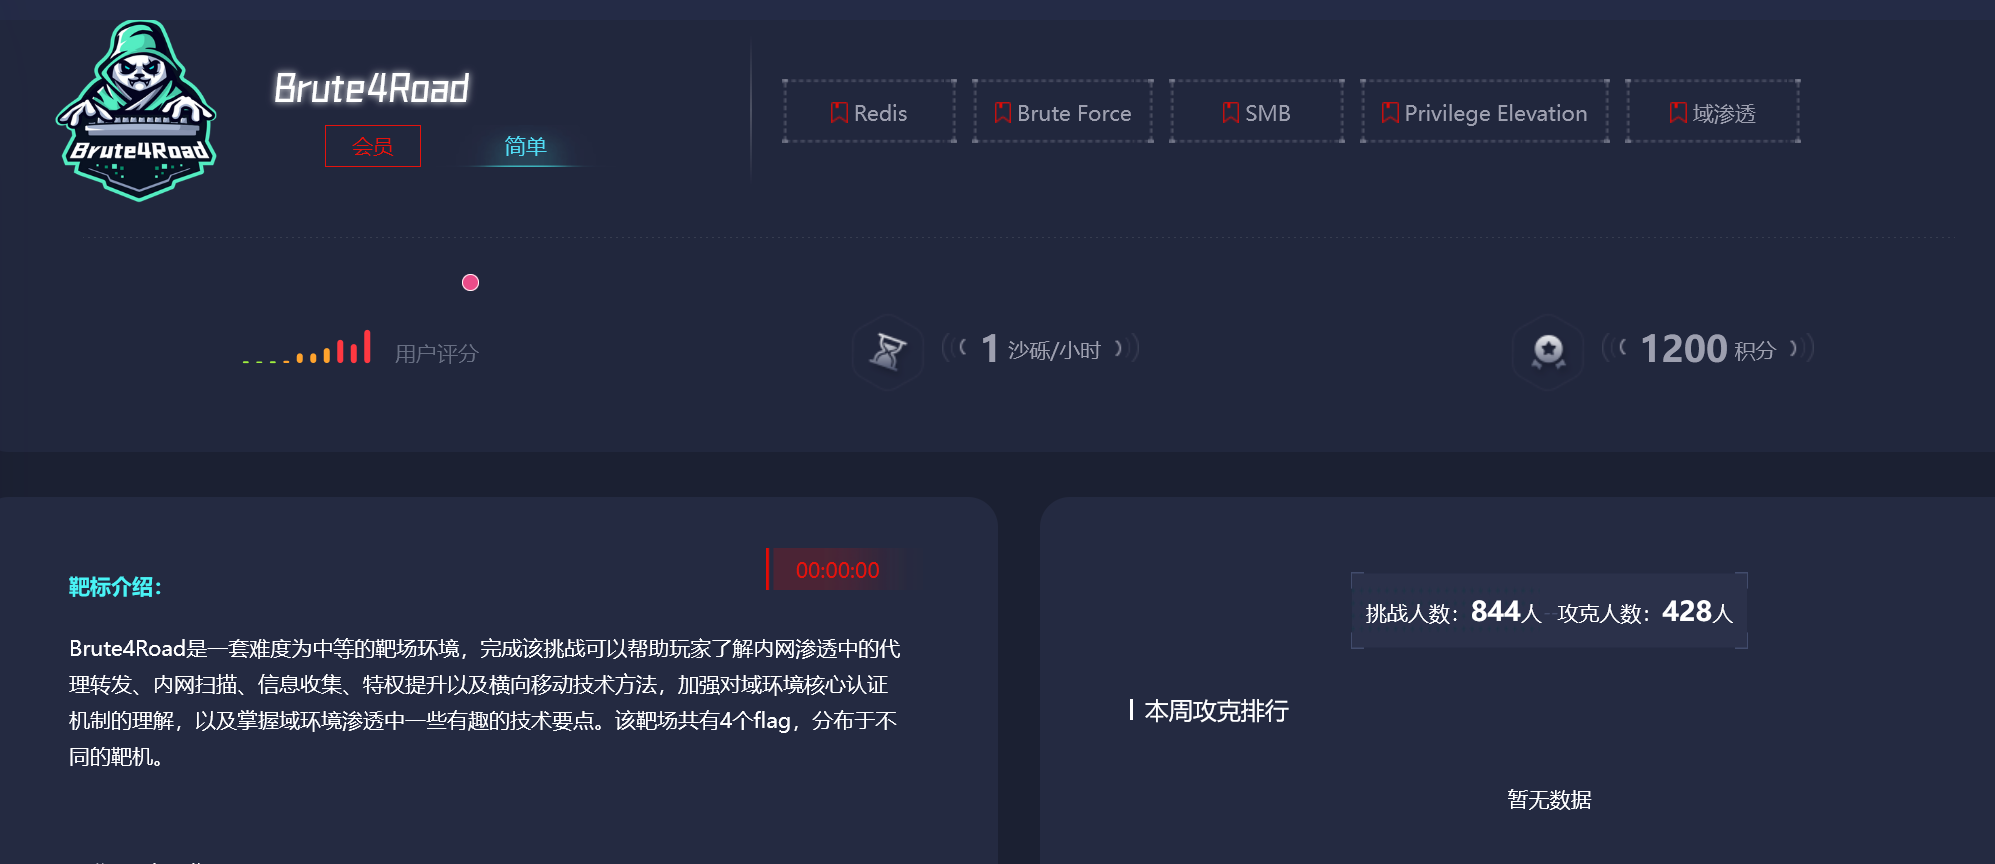 Brute4Road
Brute4Road
会员
简单
Redis
Brute Force
SMB
Privilege Elevation
域渗透
用户评分
1 沙砾/小时
1200 积分
00:00:00
靶标介绍：
Brute4Road是一套难度为中等的靶场环境，完成该挑战可以帮助玩家了解内网渗透中的代
理转发、内网扫描、信息收集、特权提升以及横向移动技术方法，加强对域环境核心认证
机制的理解，以及掌握域环境渗透中一些有趣的技术要点。该靶场共有4个flag，分布于不
同的靶机。
挑战人数：844人--攻克人数：428人
本周攻克排行
暂无数据